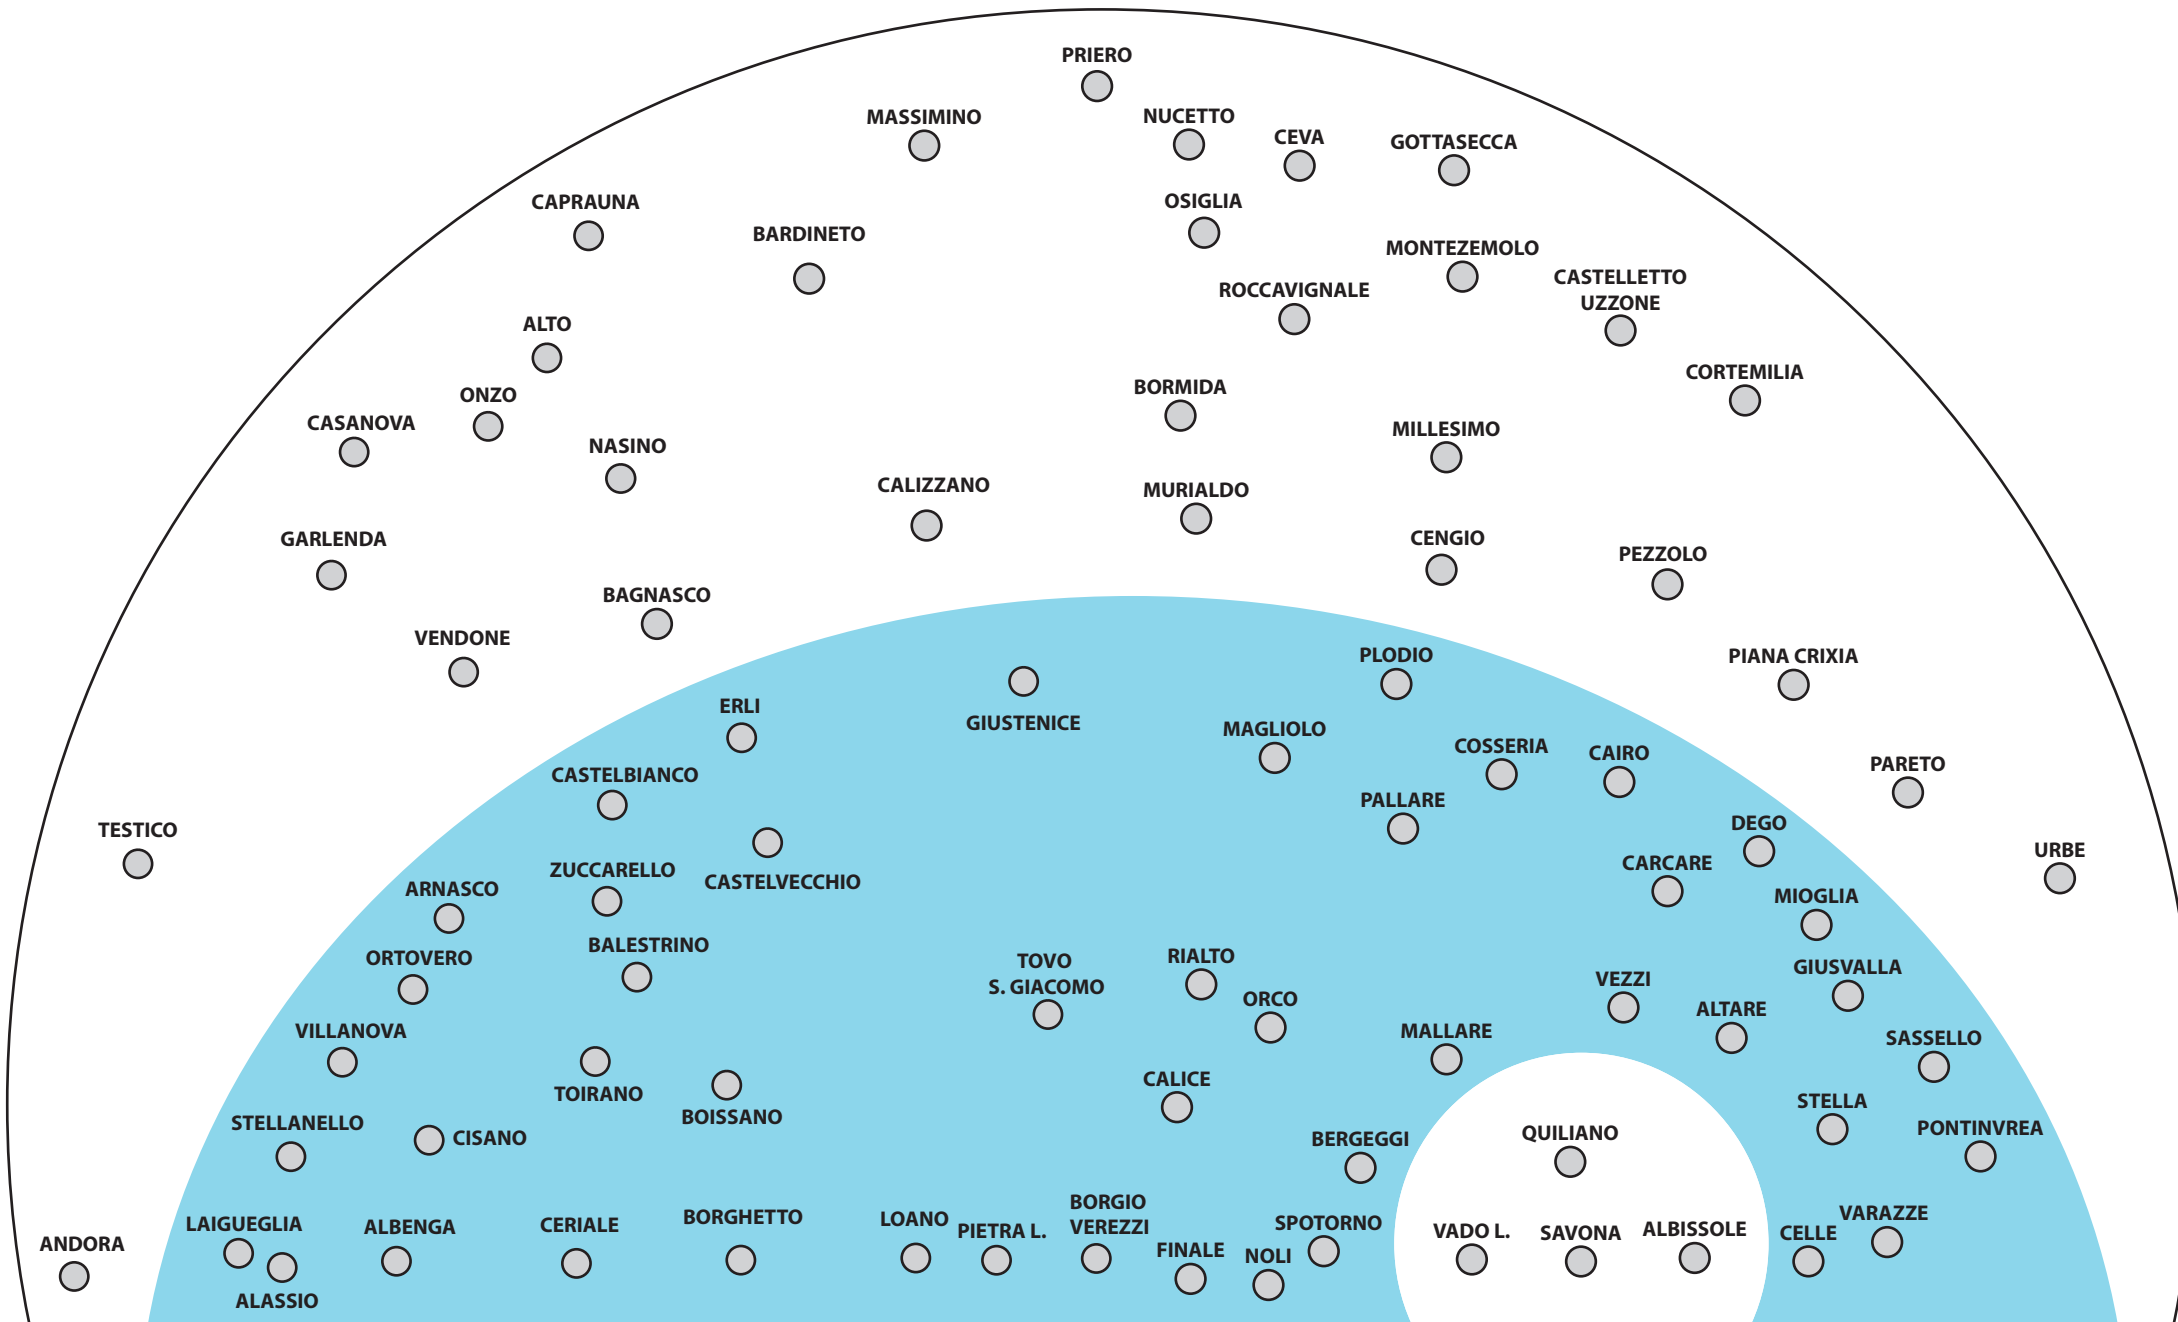 PRIERO
MASSIMINO
NUCETTO
CEVA
GOTTASECCA
CAPRAUNA
OSIGLIA
BARDINETO
MONTEZEMOLO
CASTELLETTO
UZZONE
ROCCAVIGNALE
ALTO
CORTEMILIA
BORMIDA
ONZO
CASANOVA
MILLESIMO
NASINO
CALIZZANO
MURIALDO
GARLENDA
CENGIO
PEZZOLO
BAGNASCO
VENDONE
PLODIO
PIANA CRIXIA
ERLI
GIUSTENICE
MAGLIOLO
COSSERIA
CAIRO
PARETO
CASTELBIANCO
PALLARE
DEGO
TESTICO
URBE
CARCARE
ZUCCARELLO
CASTELVECCHIO
ARNASCO
MIOGLIA
BALESTRINO
ORTOVERO
TOVO
S. GIACOMO
RIALTO
GIUSVALLA
VEZZI
ORCO
ALTARE
VILLANOVA
MALLARE
SASSELLO
CALICE
TOIRANO
BOISSANO
STELLA
STELLANELLO
CISANO
BERGEGGI
QUILIANO
PONTINVREA
BORGIO
VEREZZI
LAIGUEGLIA
ALBENGA
CERIALE
BORGHETTO
LOANO
PIETRA L.
SPOTORNO
VADO L.
SAVONA
ALBISSOLE
CELLE
VARAZZE
ANDORA
FINALE
NOLI
ALASSIO